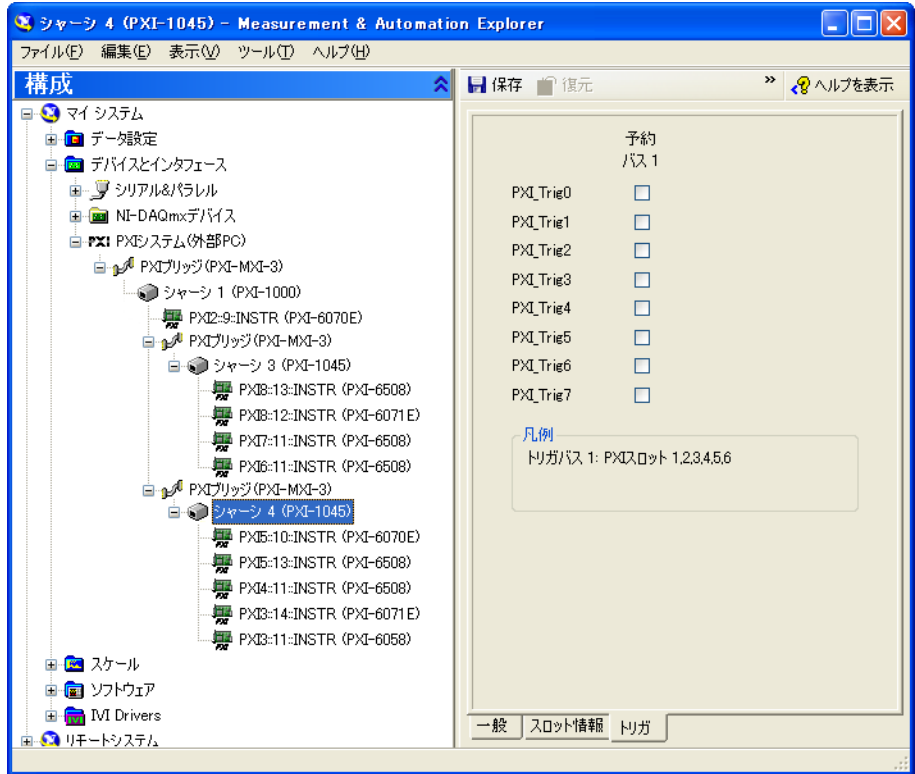 シャーシ 4 (PXI-1045) - Measurement & Automation Explorer
ファイル(F) 編集(E) 表示(V) ツール(T) ヘルプ(H)
構成
マイ システム
データ設定
デバイスとインタフェース
シリアル&パラレル
NI-DAQmxデバイス
PXI PXIシステム(外部PC)
PXIブリッジ(PXI-MXI-3)
シャーシ 1 (PXI-1000)
PXI2::9::INSTR (PXI-6070E)
PXIブリッジ(PXI-MXI-3)
シャーシ 3 (PXI-1045)
PXI8::13::INSTR (PXI-6508)
PXI8::12::INSTR (PXI-6071E)
PXI7::11::INSTR (PXI-6508)
PXI6::11::INSTR (PXI-6508)
PXIブリッジ(PXI-MXI-3)
シャーシ 4 (PXI-1045)
PXI5::10::INSTR (PXI-6070E)
PXI5::13::INSTR (PXI-6508)
PXI4::11::INSTR (PXI-6508)
PXI3::14::INSTR (PXI-6071E)
PXI3::11::INSTR (PXI-6058)
スケール
ソフトウェア
IVI Drivers
リモートシステム
保存 復元 » ヘルプを表示
予約
バス 1
PXI_Trig0
PXI_Trig1
PXI_Trig2
PXI_Trig3
PXI_Trig4
PXI_Trig5
PXI_Trig6
PXI_Trig7
凡例
トリガバス 1: PXIスロット 1,2,3,4,5,6
一般 スロット情報 トリガ